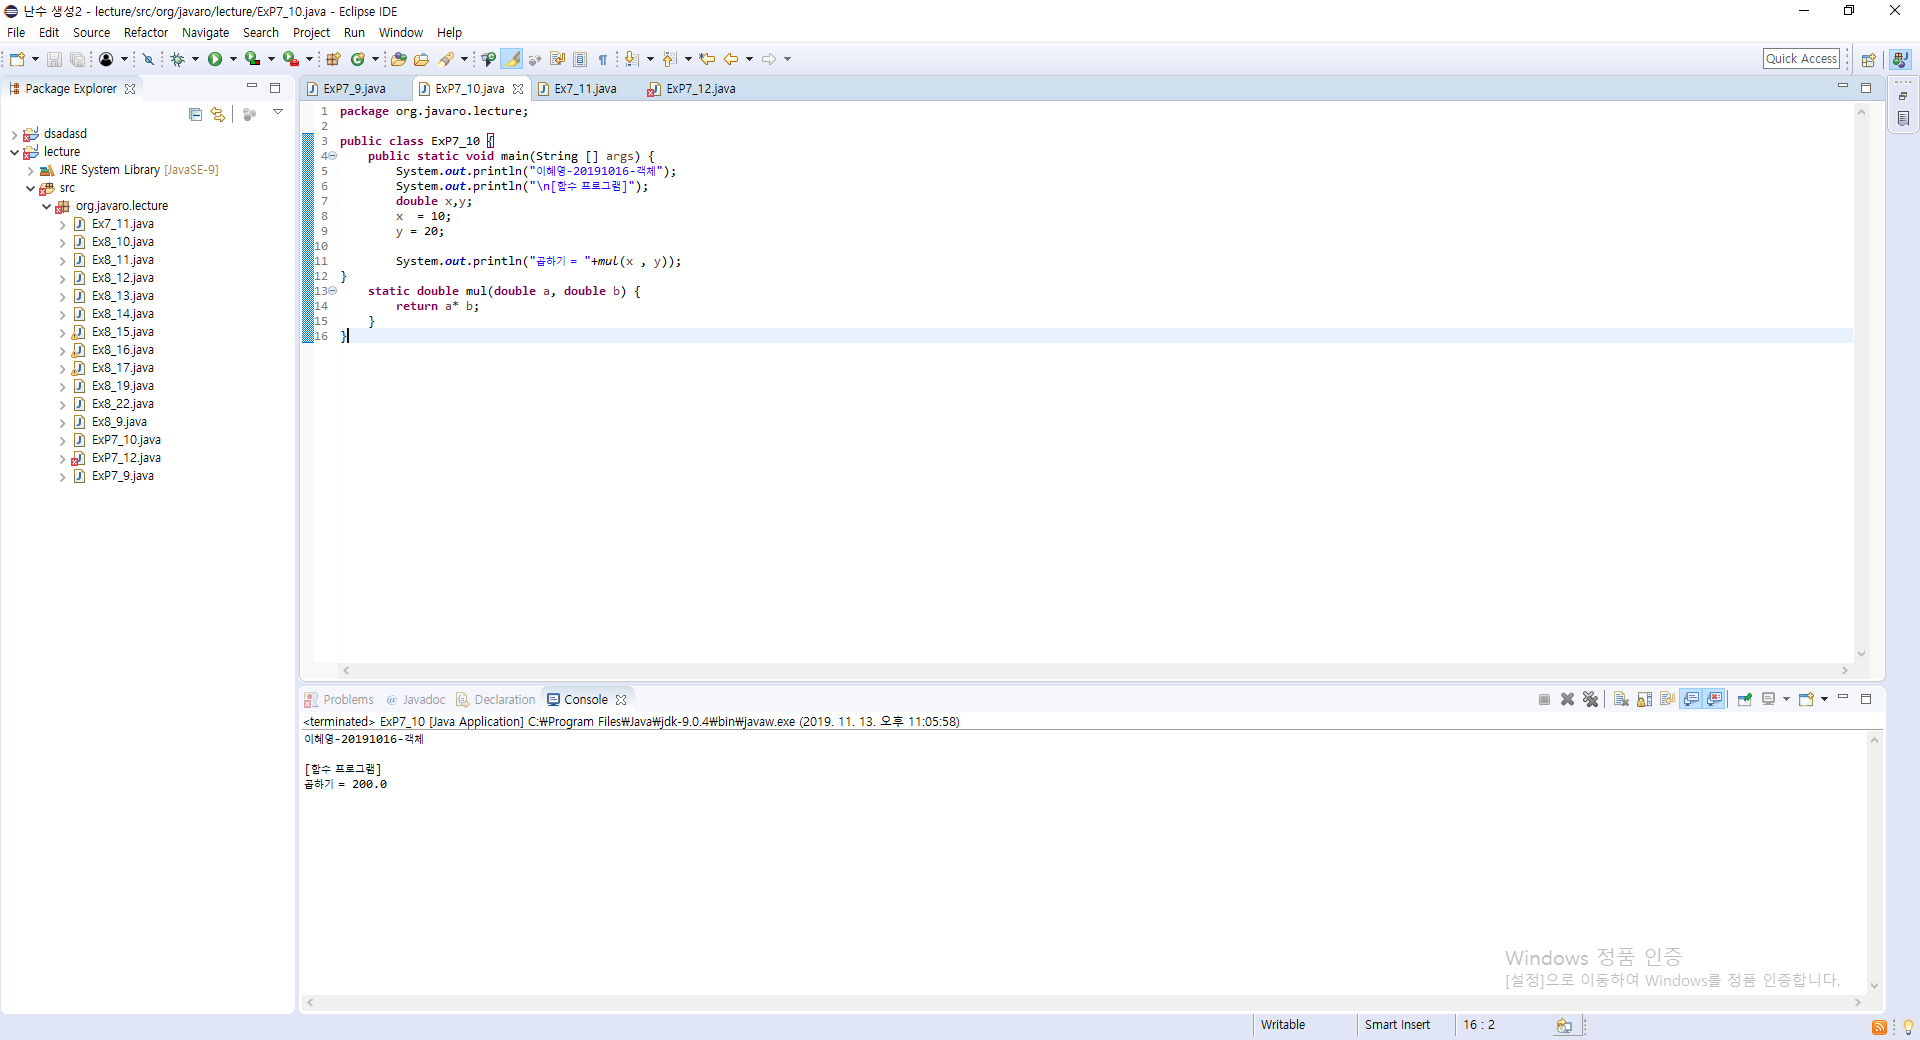 난수 생성2 - lecture/src/org/javaro/lecture/ExP7_10.java - Eclipse IDE
File Edit Source Refactor Navigate Search Project Run Window Help
Quick Access
Package Explorer
dsadasd
lecture
JRE System Library [JavaSE-9]
src
org.javaro.lecture
Ex7_11.java
Ex8_10.java
Ex8_11.java
Ex8_12.java
Ex8_13.java
Ex8_14.java
Ex8_15.java
Ex8_16.java
Ex8_17.java
Ex8_19.java
Ex8_22.java
Ex8_9.java
ExP7_10.java
ExP7_12.java
ExP7_9.java
ExP7_9.java ExP7_10.java Ex7_11.java ExP7_12.java
1 package org.javaro.lecture;
2
3 public class ExP7_10 {
4 public static void main(String [] args) {
5 System.out.println("이혜영-20191016-객체");
6 System.out.println("\n[함수 프로그램]");
7 double x,y;
8 x  = 10;
9 y = 20;
10
11 System.out.println("곱하기 = "+mul(x , y));
12 }
13 static double mul(double a, double b) {
14 return a* b;
15 }
16 }
Problems @ Javadoc Declaration Console
<terminated> ExP7_10 [Java Application] C:₩Program Files₩Java₩jdk-9.0.4₩bin₩javaw.exe (2019. 11. 13. 오후 11:05:58)
이혜영-20191016-객체
[함수 프로그램]
곱하기 = 200.0
Windows 정품 인증
[설정]으로 이동하여 Windows를 정품 인증합니다.
Writable Smart Insert 16 : 2